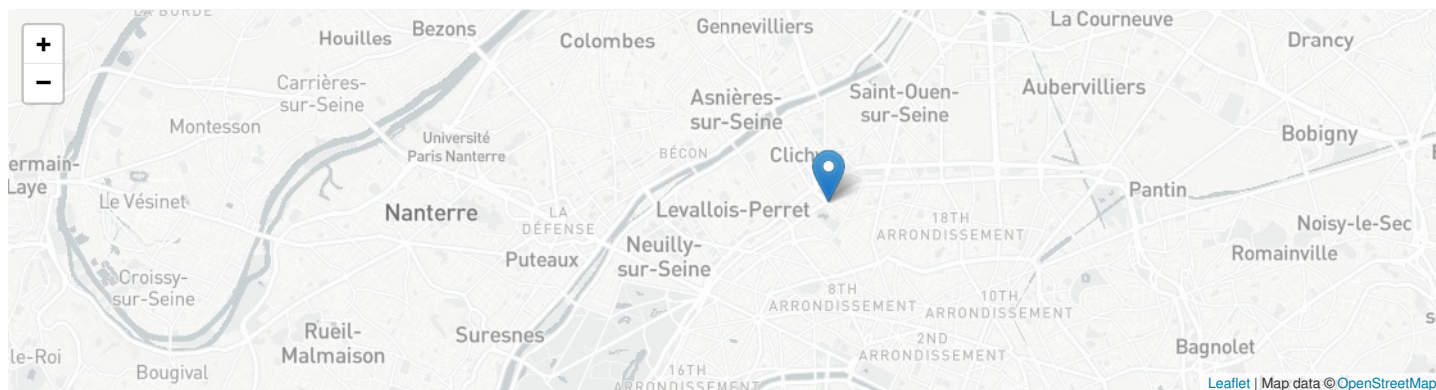 LA BORDE
+
−
Houilles
Bezons
Colombes
Gennevilliers
La Courneuve
Drancy
Carrières-
sur-Seine
Asnières-
sur-Seine
Saint-Ouen-
sur-Seine
Aubervilliers
Montesson
Université
Paris Nanterre
BÉCON
Clichy
Bobigny
ermain-
Laye
Le Vésinet
Nanterre
LA
DÉFENSE
Levallois-Perret
18TH
ARRONDISSEMENT
Pantin
Noisy-le-Sec
Romainville
Puteaux
Neuilly-
sur-Seine
Croissy-
sur-Seine
8TH
ARRONDISSEMENT
10TH
ARRONDISSEMENT
Rueil-
Malmaison
Suresnes
2ND
ARRONDISSEMENT
Bagnolet
le-Roi
Bougival
16TH
ARRONDISSEMENT
Leaflet | Map data © OpenStreetMap